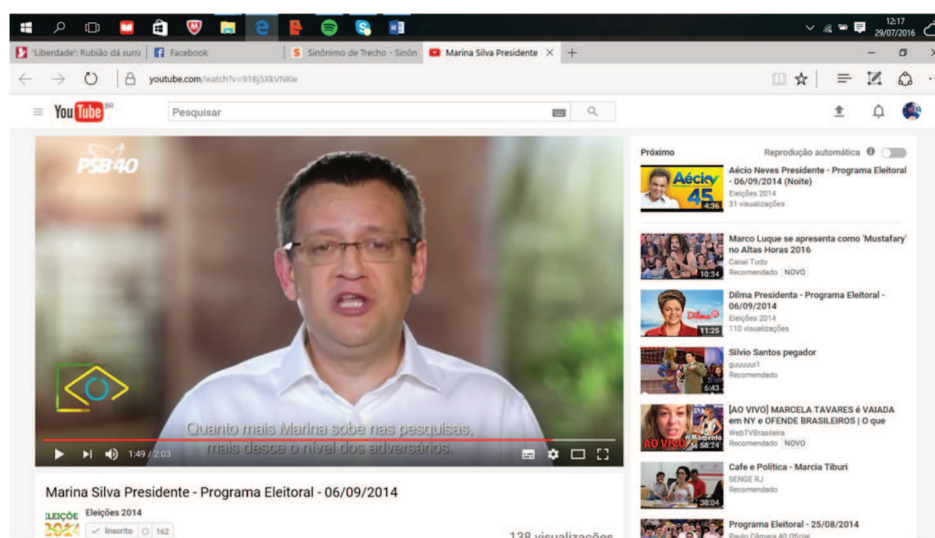 12:17
29/07/2016
'Liberdade': Rubião dá surra
Facebook
Sinônimo de Trecho - Sinôn
Marina Silva Presidente
youtube.com/watch?v=
YouTube BR
Pesquisar
PSB 40
Quanto mais Marina sobe nas pesquisas,
mais desce o nível dos adversários.
1:49 / 2:03
Marina Silva Presidente - Programa Eleitoral - 06/09/2014
ELEIÇÕE
2014
Eleições 2014
Inscrito
162
138 visualizações
Próximo
Reprodução automática
Aécio
45
4:36
Aécio Neves Presidente - Programa Eleitoral
- 06/09/2014 (Noite)
Eleições 2014
31 visualizações
10:34
Marco Luque se apresenta como 'Mustafary'
no Altas Horas 2016
Canal Tudo
Recomendado NOVO
Dilma
11:25
Dilma Presidenta - Programa Eleitoral -
06/09/2014
Eleições 2014
110 visualizações
6:43
Silvio Santos pegador
Recomendado
AO VIVO
58:24
[AO VIVO] MARCELA TAVARES é VAIADA
em NY e OFENDE BRASILEIROS | O que
WebTVBrasileira
Recomendado NOVO
38:04
Cafe e Política - Marcia Tiburi
SENGE RJ
Recomendado
Programa Eleitoral - 25/08/2014
Paulo Câmara 40 Oficial